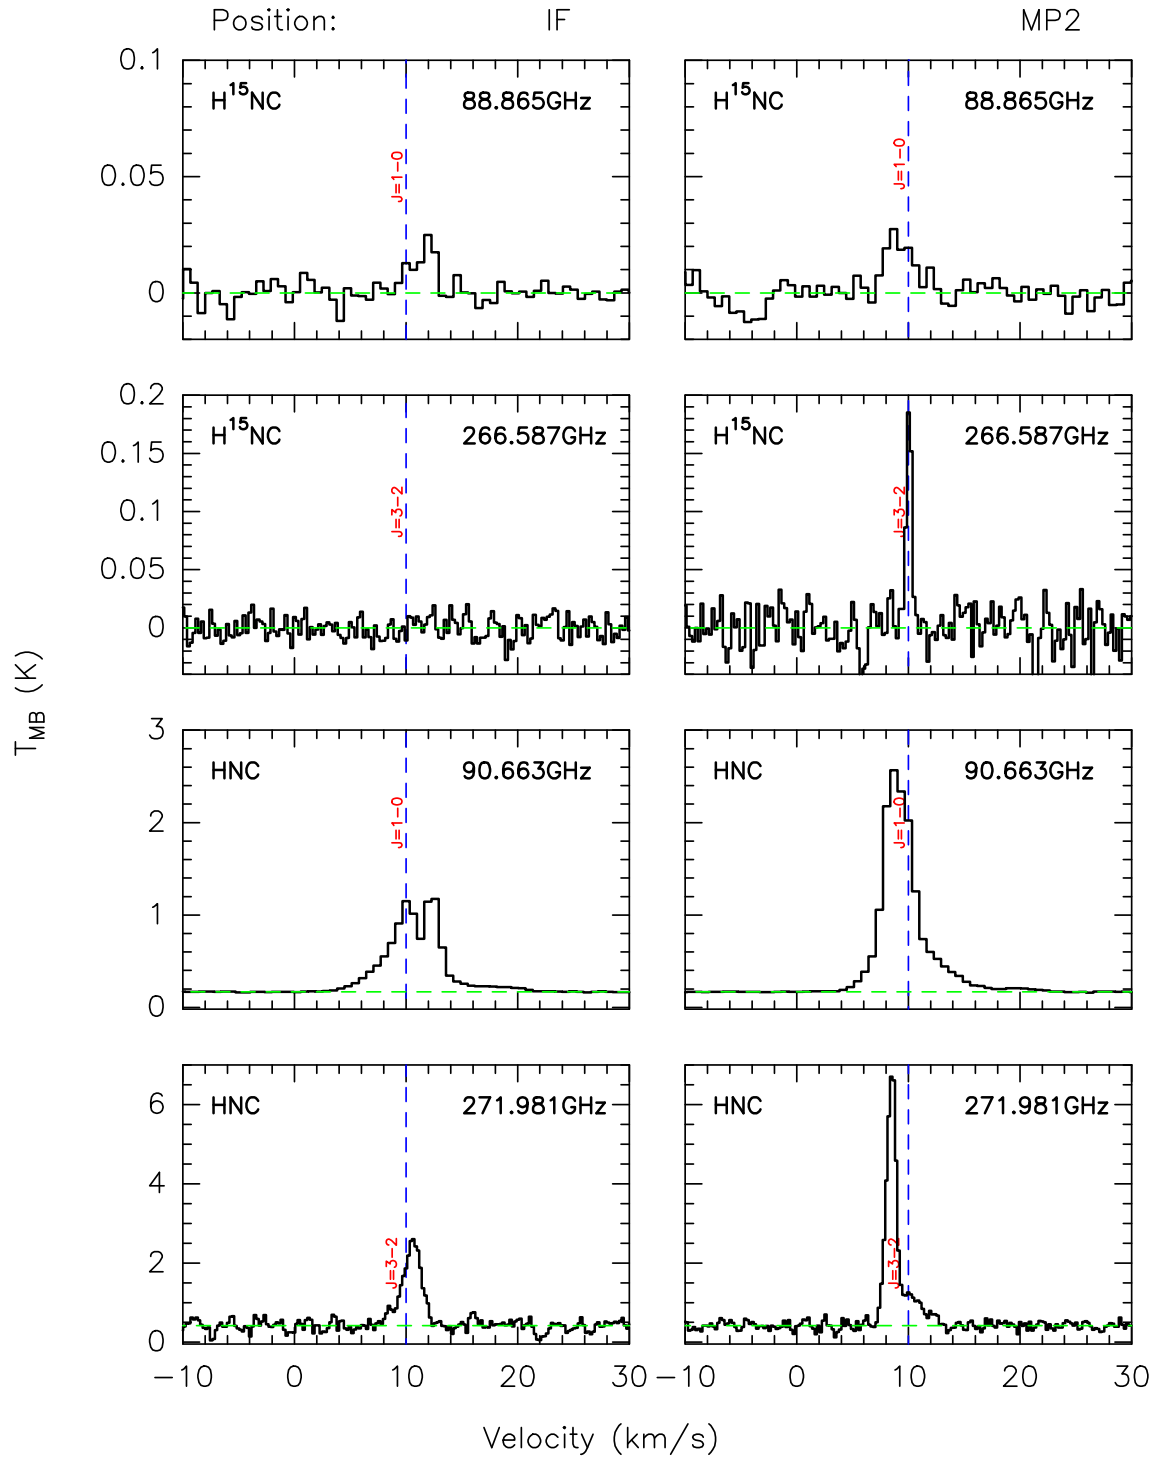 Position: IF MP2
0.1
H¹⁵NC 88.865GHz H¹⁵NC 88.865GHz
J=1-0 J=1-0
0.05
0
0.2
H¹⁵NC 266.587GHz H¹⁵NC 266.587GHz
0.15
J=3-2 J=3-2
0.1
0.05
0
T_MB (K)
3
HNC 90.663GHz HNC 90.663GHz
J=1-0 J=1-0
2
1
0
HNC 271.981GHz HNC 271.981GHz
6
4
J=3-2 J=3-2
2
0
−10 0 10 20 30 −10 0 10 20 30
Velocity (km/s)